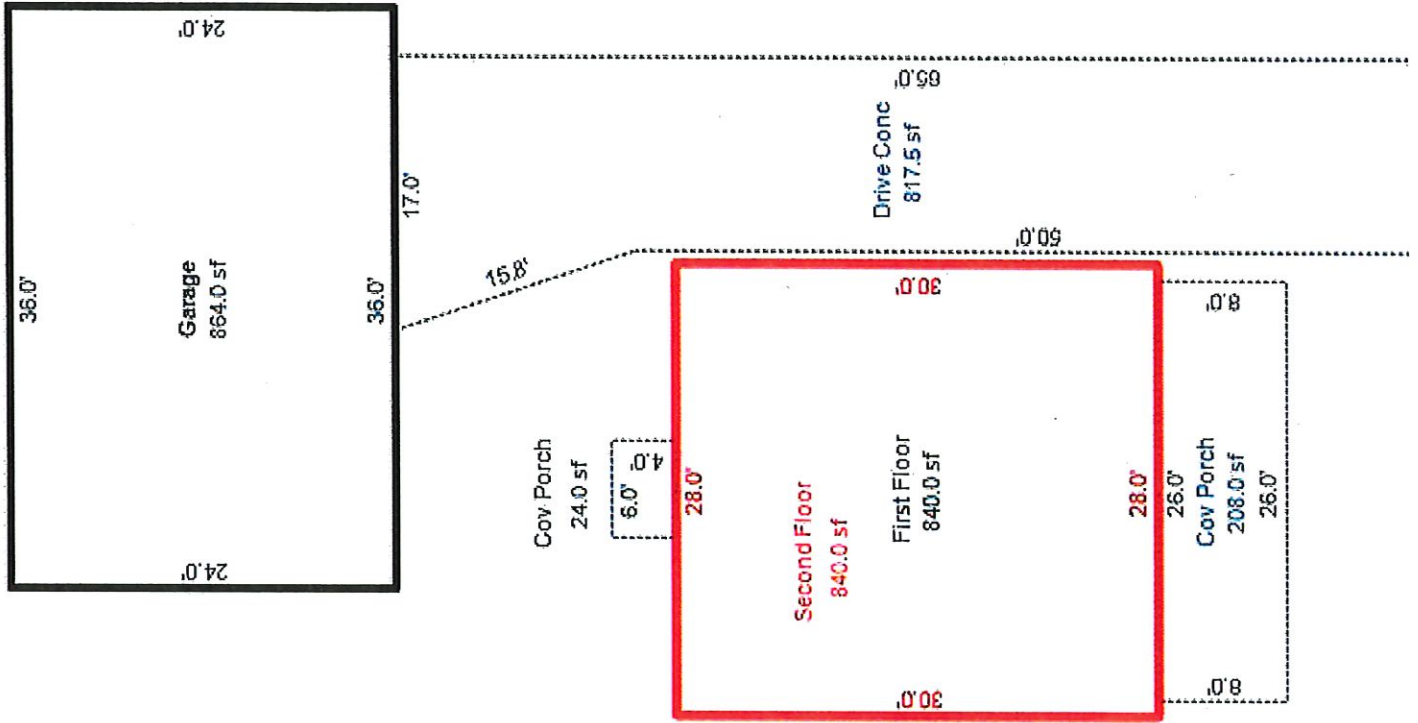 24.0'
36.0'
Garage
864.0 sf
36.0'
24.0'
17.0'
15.8'
65.0'
Drive Conc
817.5 sf
50.0'
Cov Porch
24.0 sf
6.0'
4.0'
28.0'
30.0'
Second Floor
840.0 sf
First Floor
840.0 sf
30.0'
28.0'
26.0'
8.0'
Cov Porch
208.0 sf
26.0'
8.0'